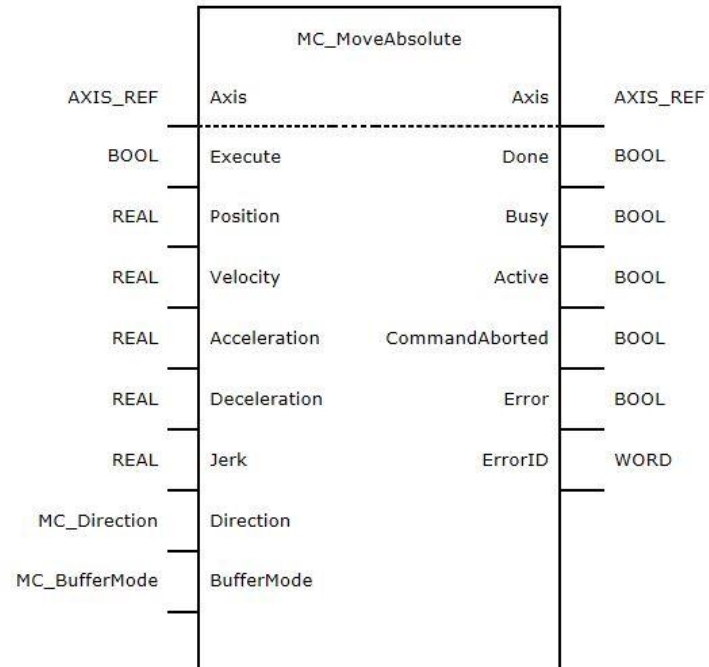 MC_MoveAbsolute
AXIS_REF Axis Axis AXIS_REF
BOOL Execute Done BOOL
REAL Position Busy BOOL
REAL Velocity Active BOOL
REAL Acceleration CommandAborted BOOL
REAL Deceleration Error BOOL
REAL Jerk ErrorID WORD
MC_Direction Direction
MC_BufferMode BufferMode